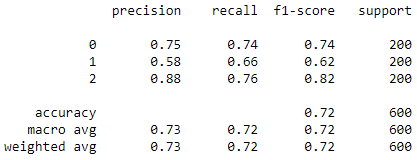 precision recall f1-score support
0 0.75 0.74 0.74 200
1 0.58 0.66 0.62 200
2 0.88 0.76 0.82 200
accuracy 0.72 600
macro avg 0.73 0.72 0.72 600
weighted avg 0.73 0.72 0.72 600